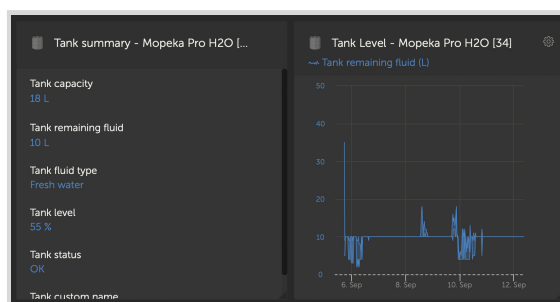 Tank summary - Mopeka Pro H2O [...
Tank capacity
18 L
Tank remaining fluid
10 L
Tank fluid type
Fresh water
Tank level
55 %
Tank status
OK
Tank custom name
Tank Level - Mopeka Pro H2O [34]
Tank remaining fluid (L)
50
40
30
20
10
0
6. Sep
8. Sep
10. Sep
12. Sep